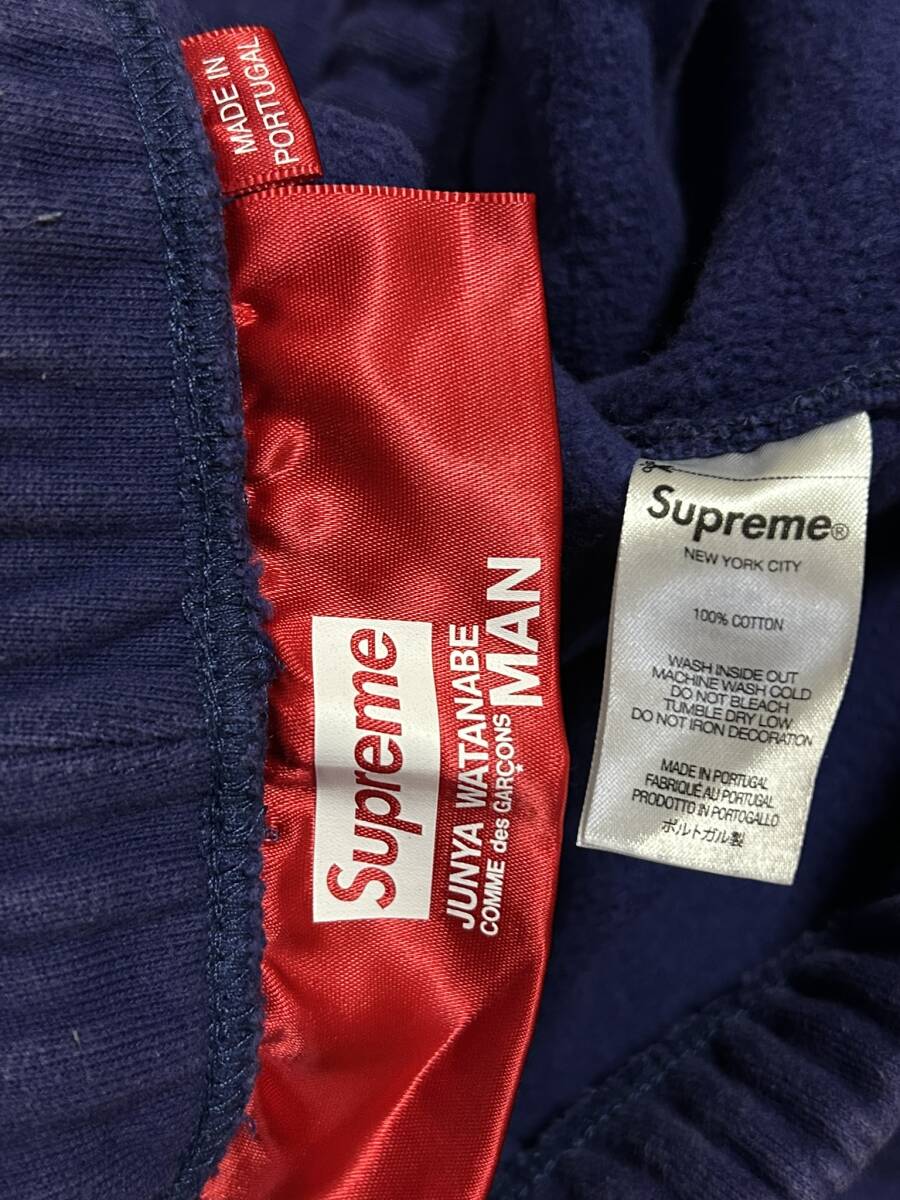 MADE IN
PORTUGAL
Supreme
JUNYA WATANABE
COMME des GARÇONS
MAN
Supreme®
NEW YORK CITY
100% COTTON
WASH INSIDE OUT
MACHINE WASH COLD
DO NOT BLEACH
TUMBLE DRY LOW
DO NOT IRON DECORATION
MADE IN PORTUGAL
FABRIQUÉ AU PORTUGAL
PRODOTTO IN PORTOGALLO
ポルトガル製